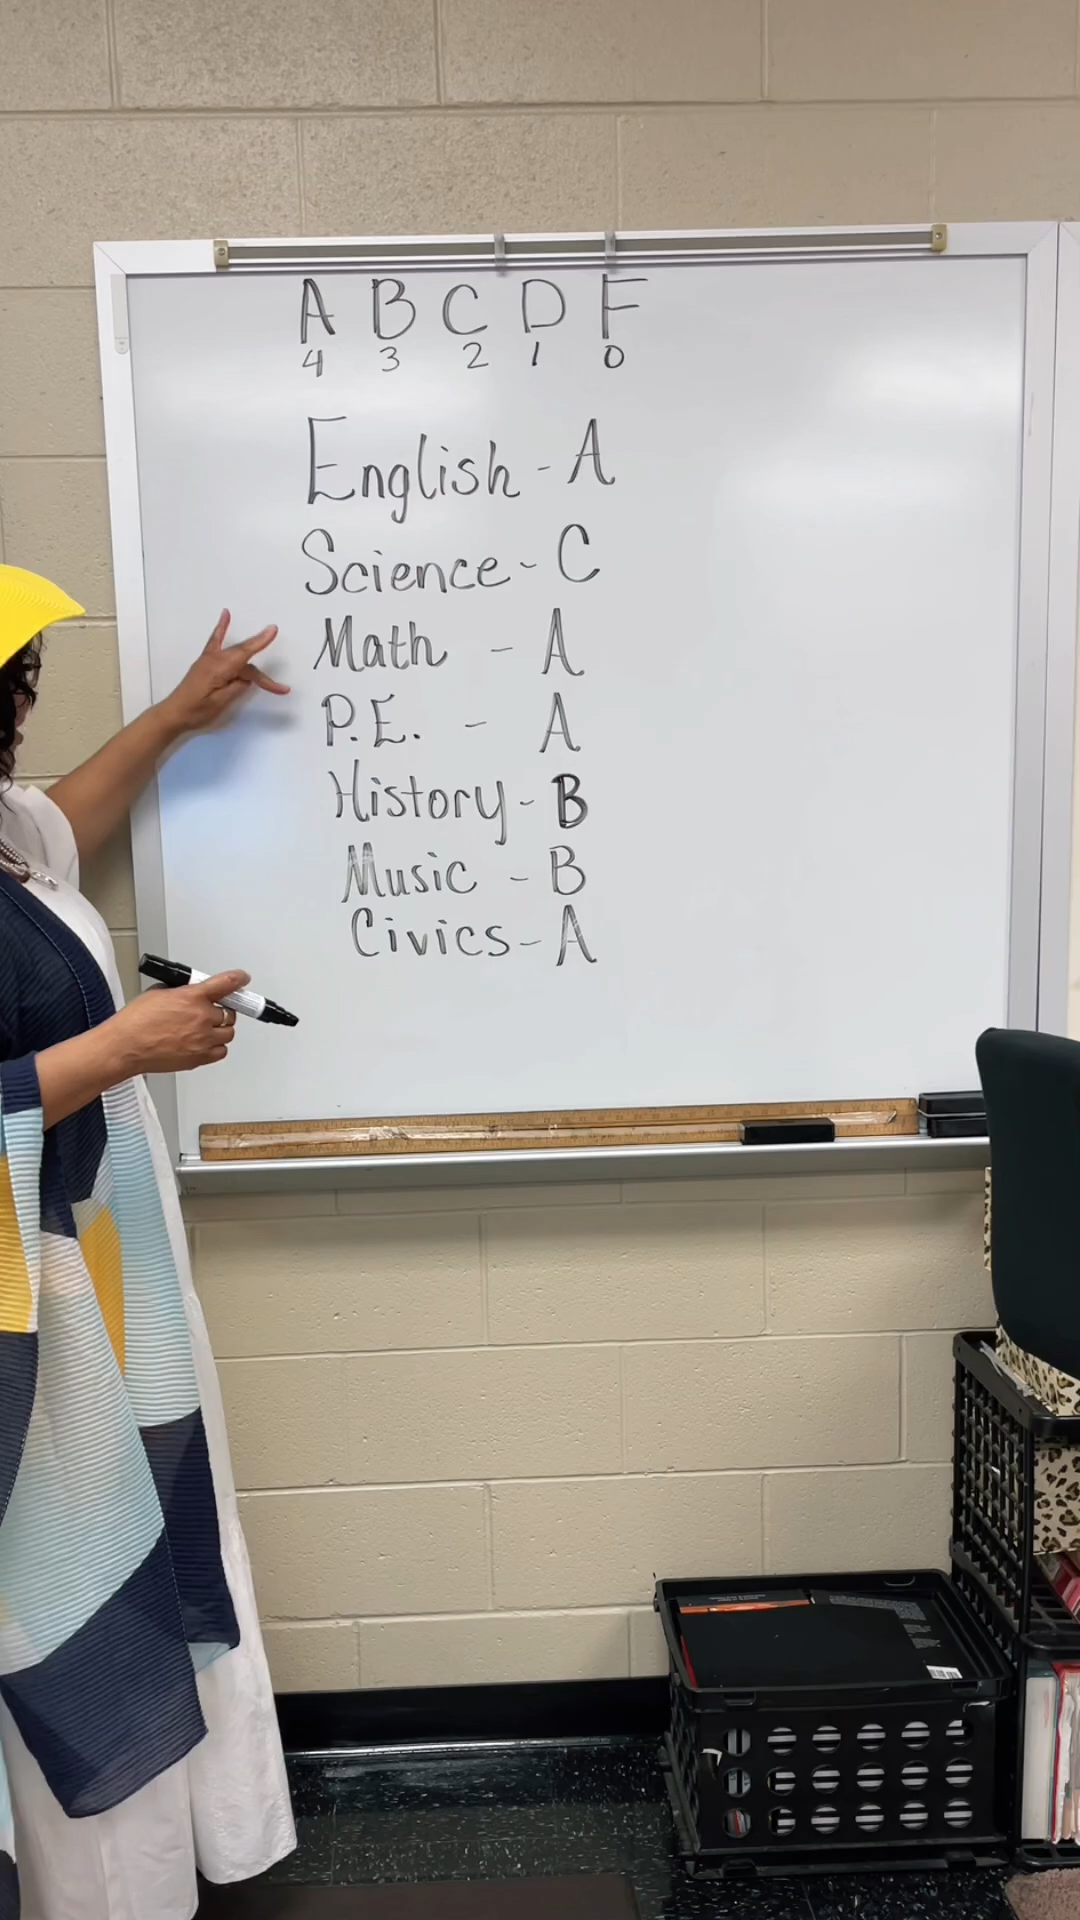 A B C D F
4 3 2 1 0
English - A
Science - C
Math - A
P.E. - A
History - B
Music - B
Civics - A